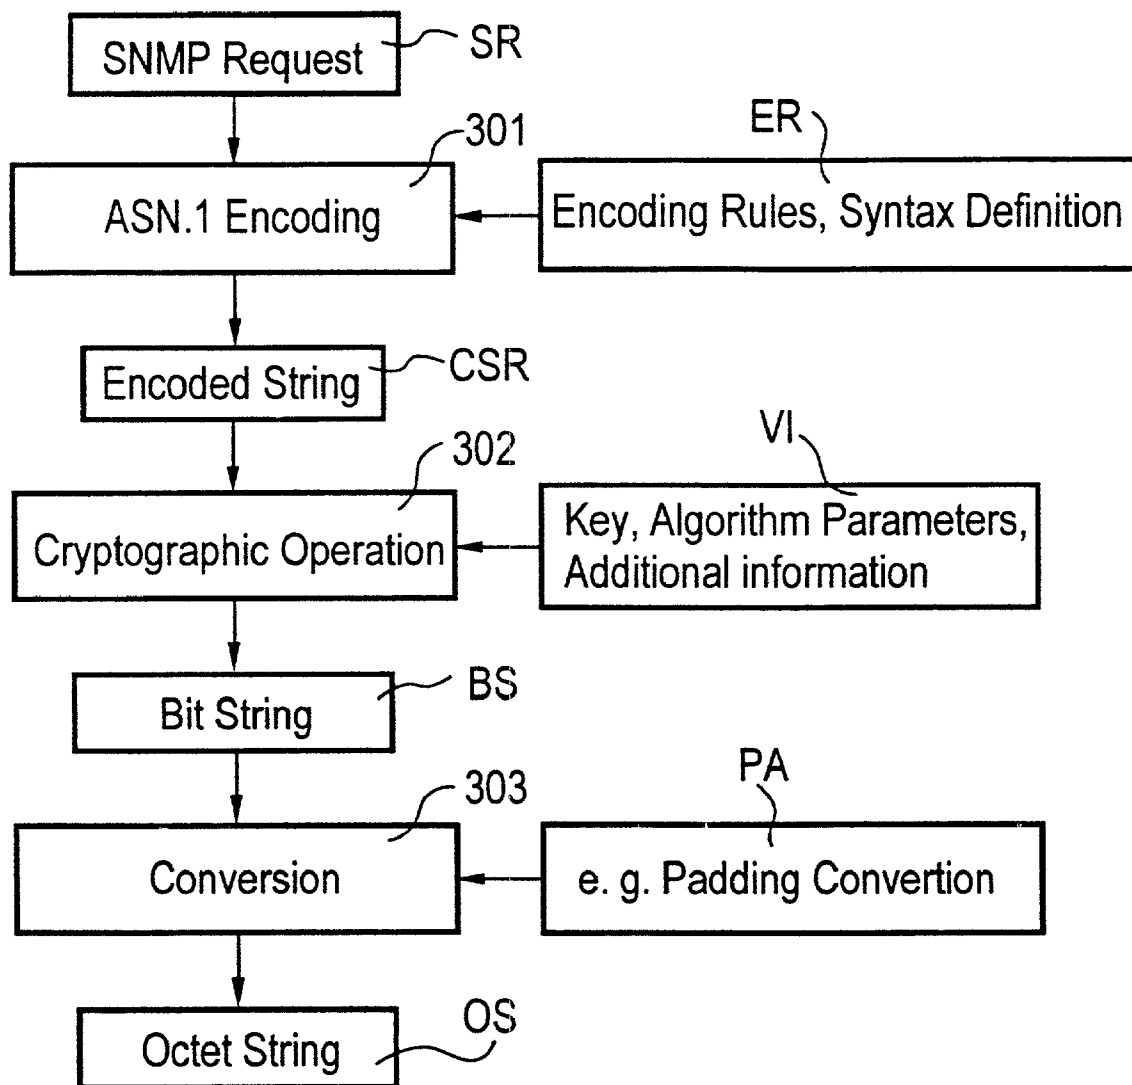 SNMP Request
SR
301
ER
ASN.1 Encoding
Encoding Rules, Syntax Definition
Encoded String
CSR
302
VI
Cryptographic Operation
Key, Algorithm Parameters,
Additional information
Bit String
BS
303
PA
Conversion
e. g. Padding Convertion
Octet String
OS